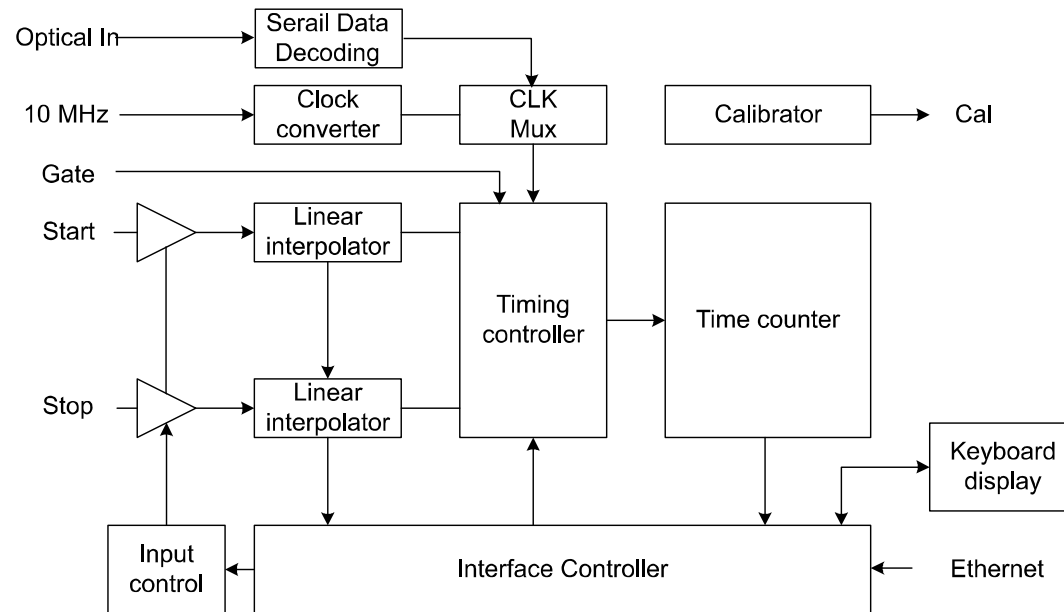 Optical In
Serail Data
Decoding
10 MHz
Clock
converter
CLK
Mux
Calibrator
Cal
Gate
Start
Linear
interpolator
Timing
controller
Time counter
Stop
Linear
interpolator
Keyboard
display
Input
control
Interface Controller
Ethernet